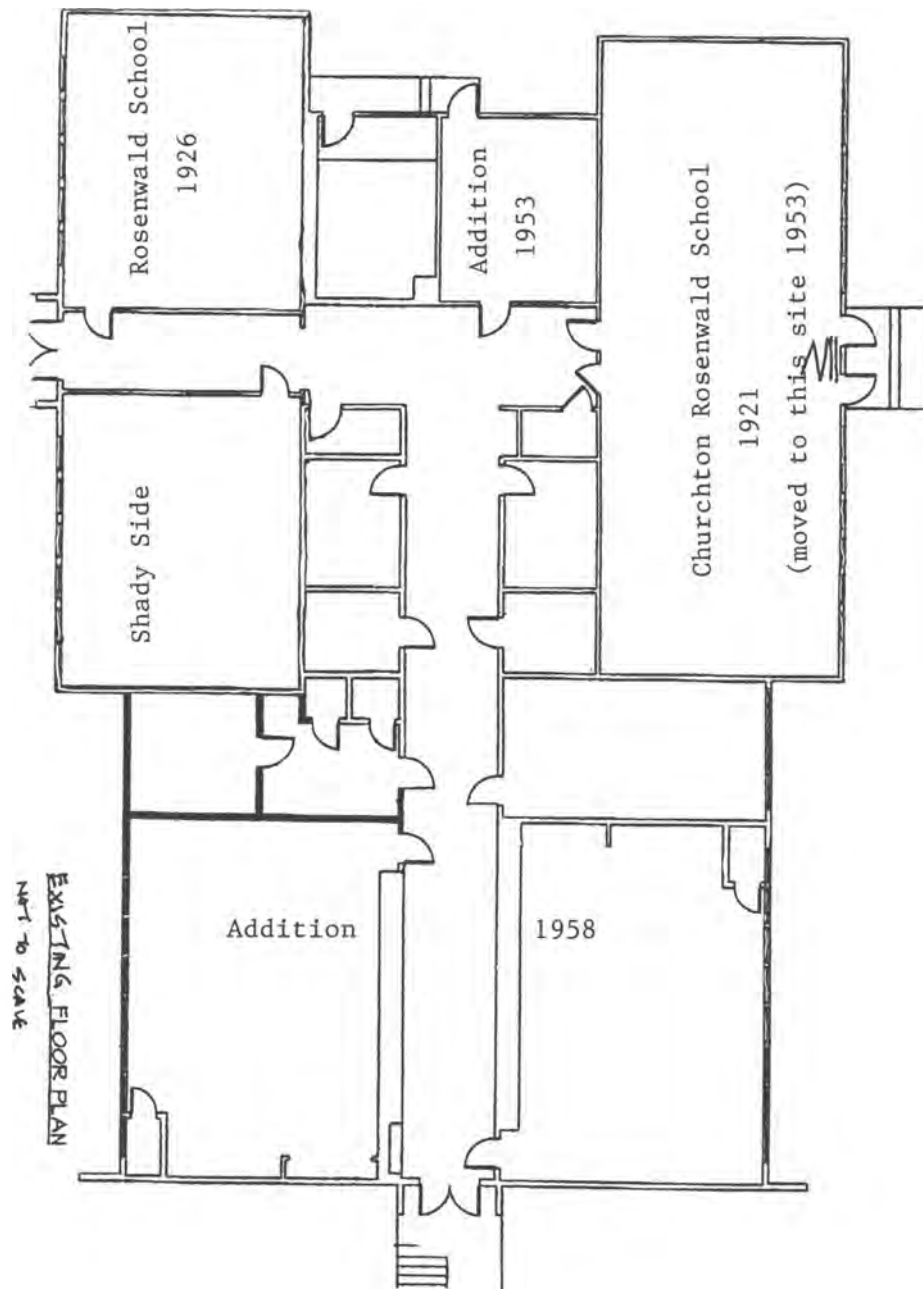 Rosenwald School
1926
Addition
1953
Churchton Rosenwald School
1921
(moved to this site 1953)
Shady Side
Addition
1958
EXISTING FLOOR PLAN
NOT TO SCALE